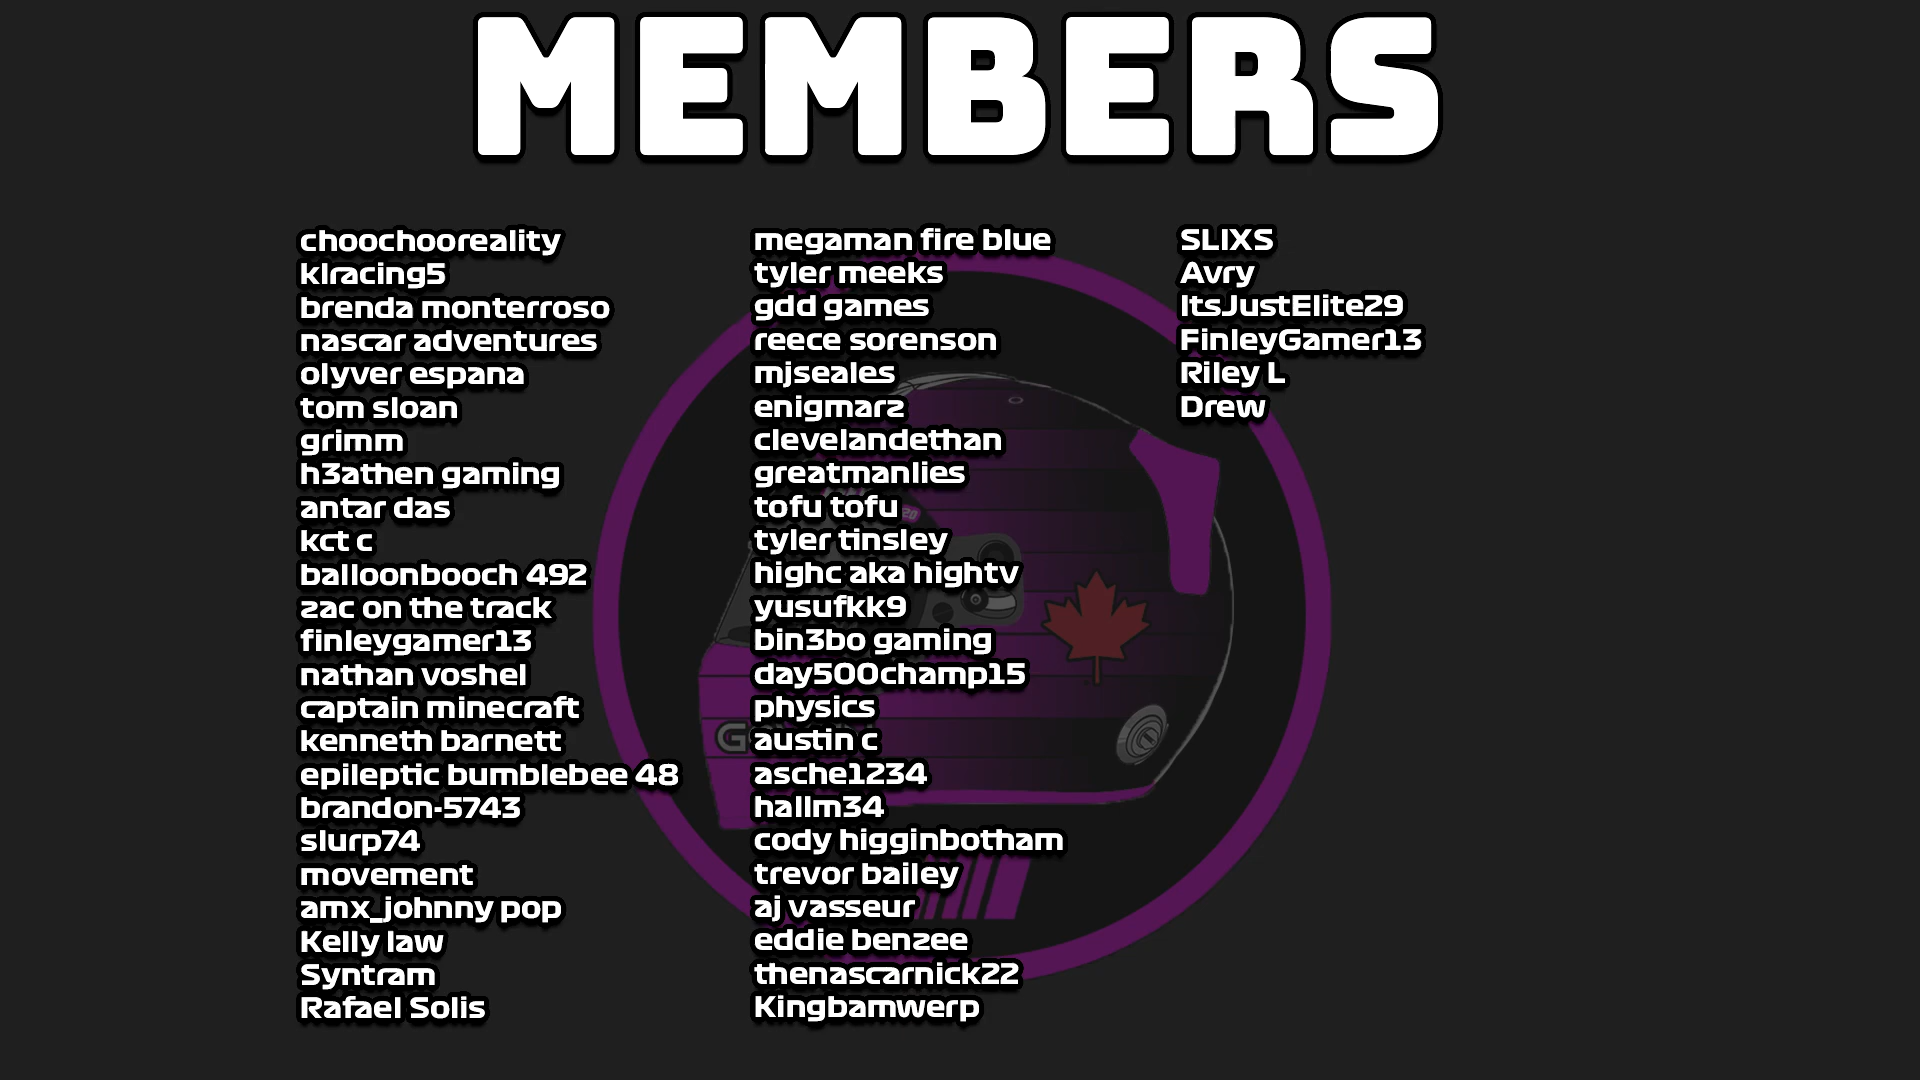 MEMBERS
choochooreality
klracing5
brenda monterroso
nascar adventures
olyver espana
tom sloan
grimm
h3athen gaming
antar das
kct c
balloonbooch 492
zac on the track
finleygamer13
nathan voshel
captain minecraft
kenneth barnett
epileptic bumblebee 48
brandon-5743
slurp74
movement
amx_johnny pop
Kelly law
Syntram
Rafael Solis
megaman fire blue
tyler meeks
gdd games
reece sorenson
mjseales
enigmarz
clevelandethan
greatmanlies
tofu tofu
tyler tinsley
highc aka hightv
yusufkk9
bin3bo gaming
day500champ15
physics
austin c
asche1234
hallm34
cody higginbotham
trevor bailey
aj vasseur
eddie benzee
thenascarnick22
Kingbamwerp
SLIXS
Avry
ItsJustElite29
FinleyGamer13
Riley L
Drew